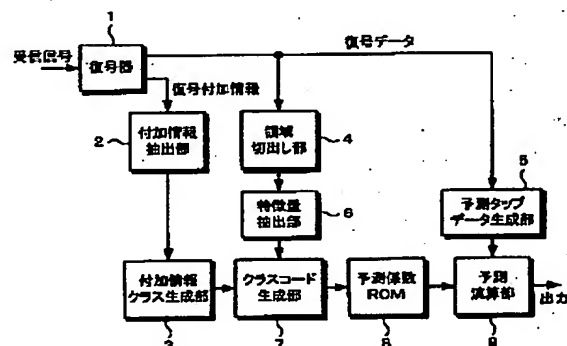 1
受信信号
復号器
復号データ
復号付加情報
2
付加情報
抽出部
領域
切出し部
4
5
予測タップ
データ生成部
特徴量
抽出部
6
付加情報
クラス生成部
クラスコード
生成部
予測係数
ROM
予測
演算部
出力
3
7
8
9